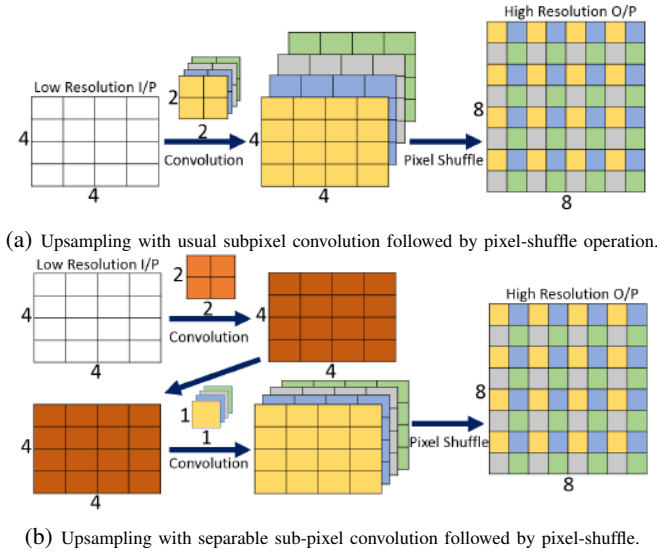 High Resolution O/P
Low Resolution I/P
2
2
4
4
Convolution
4
4
Pixel Shuffle
8
8
(a) Upsampling with usual subpixel convolution followed by pixel-shuffle operation.
Low Resolution I/P
2
2
4
4
Convolution
4
4
High Resolution O/P
4
4
1
1
Convolution
Pixel Shuffle
8
8
(b) Upsampling with separable sub-pixel convolution followed by pixel-shuffle.